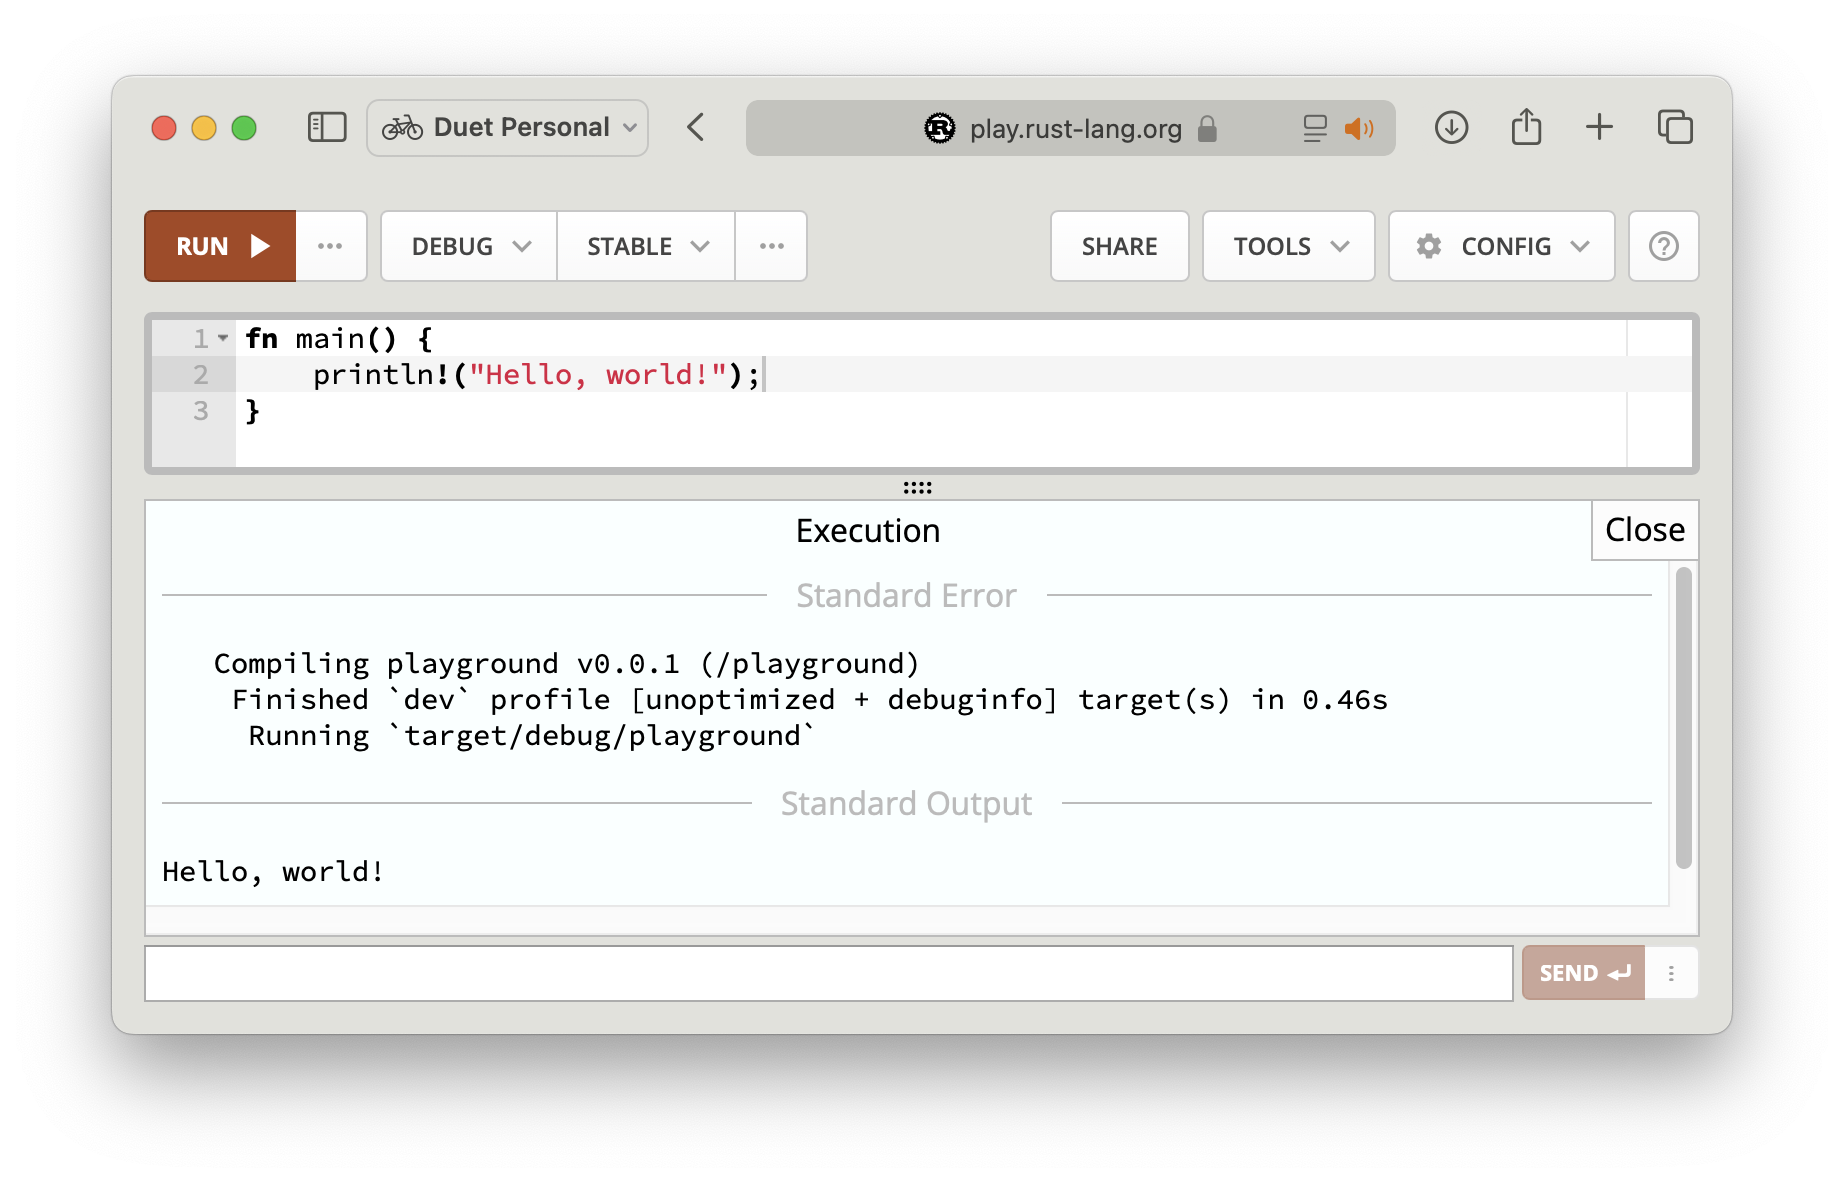 Duet Personal
play.rust-lang.org
RUN
DEBUG
STABLE
SHARE
TOOLS
CONFIG
1 fn main() {
2     println!("Hello, world!");
3 }
Execution
Close
Standard Error
   Compiling playground v0.0.1 (/playground)
    Finished `dev` profile [unoptimized + debuginfo] target(s) in 0.46s
     Running `target/debug/playground`
Standard Output
Hello, world!
SEND